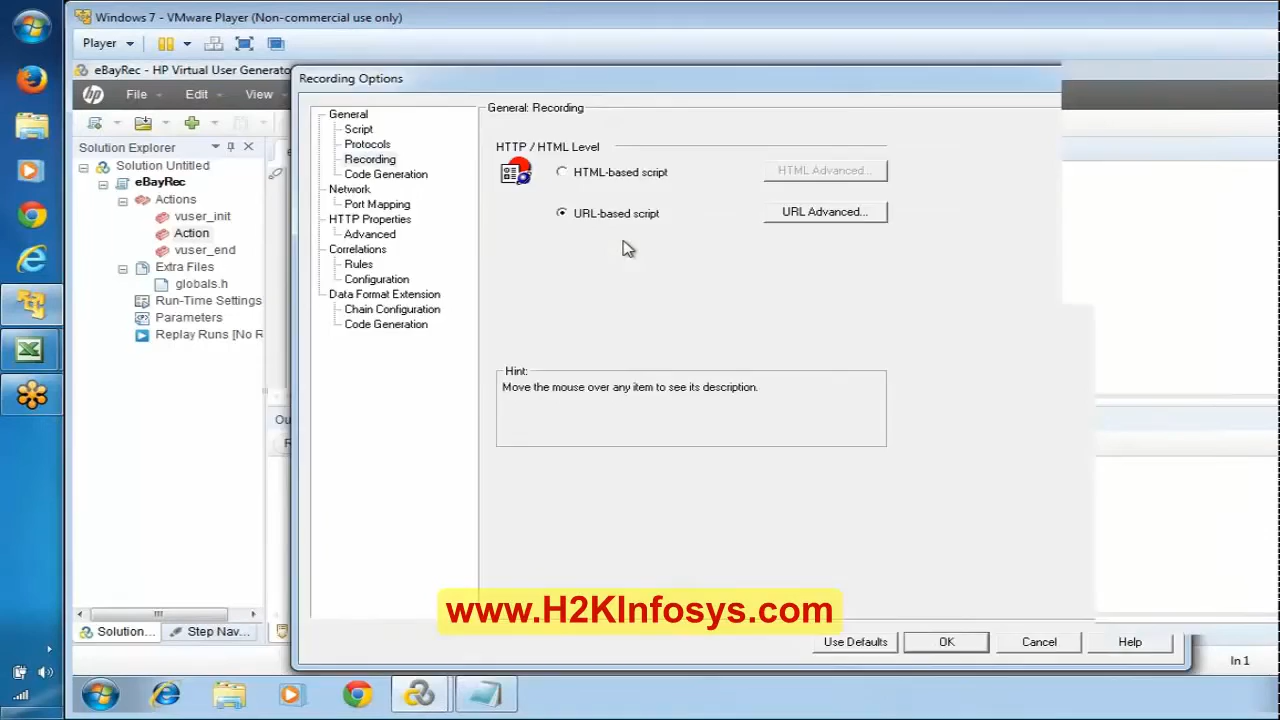 Windows 7 - VMware Player (Non-commercial use only)
Player
eBayRec - HP Virtual User Generato
Recording Options
hp
File
Edit
View
Solution Explorer
Solution Untitled
eBayRec
Actions
vuser_init
Action
vuser_end
Extra Files
globals.h
Run-Time Settings
Parameters
Replay Runs [No R
General
Script
Protocols
Recording
Code Generation
Network
Port Mapping
HTTP Properties
Advanced
Correlations
Rules
Configuration
Data Format Extension
Chain Configuration
Code Generation
General: Recording
HTTP / HTML Level
HTML-based script
HTML Advanced...
URL-based script
URL Advanced...
Hint:
Move the mouse over any item to see its description.
Ou
www.H2KInfosys.com
Solution...
Step Nav...
Use Defaults
OK
Cancel
Help
ln 1